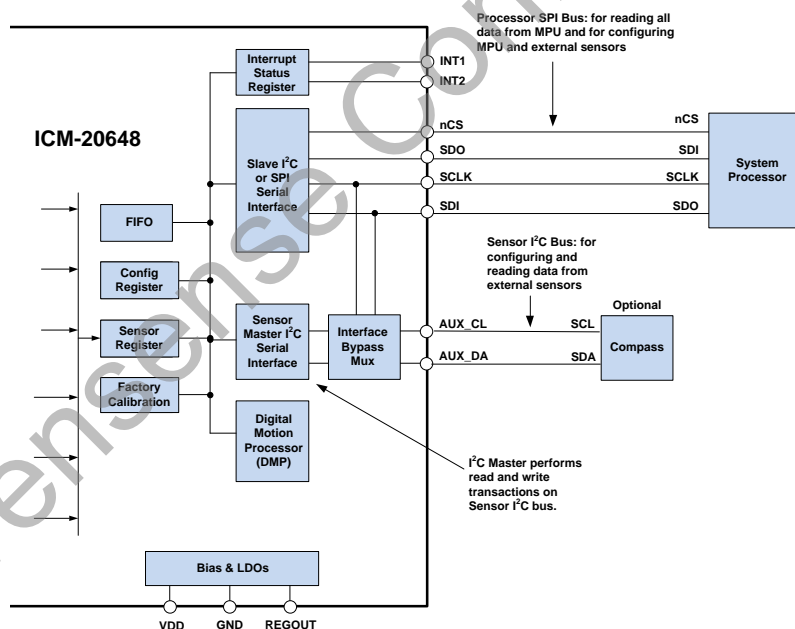 Processor SPI Bus: for reading all
data from MPU and for configuring
MPU and external sensors
Interrupt
Status
Register
INT1
INT2
ICM-20648
Slave I²C
or SPI
Serial
Interface
nCS
SDO
SCLK
SDI
nCS
SDI
SCLK
SDO
System
Processor
FIFO
Config
Register
Sensor
Register
Factory
Calibration
Sensor I²C Bus: for
configuring and
reading data from
external sensors
Sensor
Master I²C
Serial
Interface
Interface
Bypass
Mux
AUX_CL
AUX_DA
SCL
SDA
Optional
Compass
Digital
Motion
Processor
(DMP)
I²C Master performs
read and write
transactions on
Sensor I²C bus.
Bias & LDOs
VDD
GND
REGOUT
ensense Con